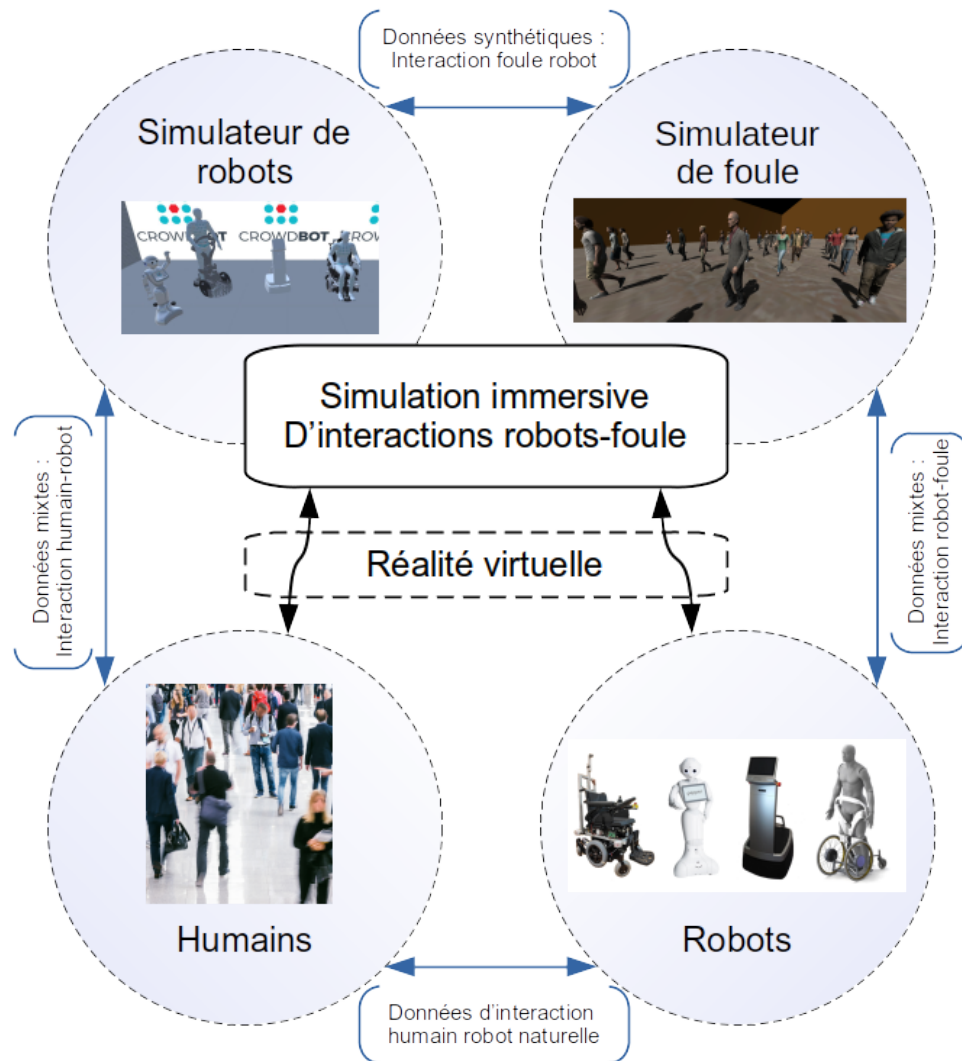 Données synthétiques :
Interaction foule robot
Simulateur de
robots
Simulateur
de foule
CROWDBOT CROWDBOT CROW
Simulation immersive
D'interactions robots-foule
Données mixtes :
Interaction humain-robot
Réalité virtuelle
Données mixtes :
Interaction robot-foule
Humains
Robots
Données d'interaction
humain robot naturelle